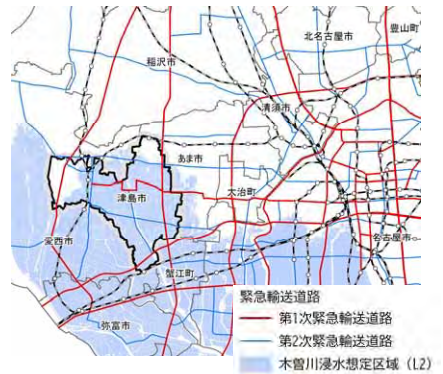 豊山町
北名古屋市
稲沢市
清須市
あま市
大治町
津島市
名古屋市
愛西市
蟹江町
弥富市
緊急輸送道路
第1次緊急輸送道路
第2次緊急輸送道路
木曽川浸水想定区域（L2）